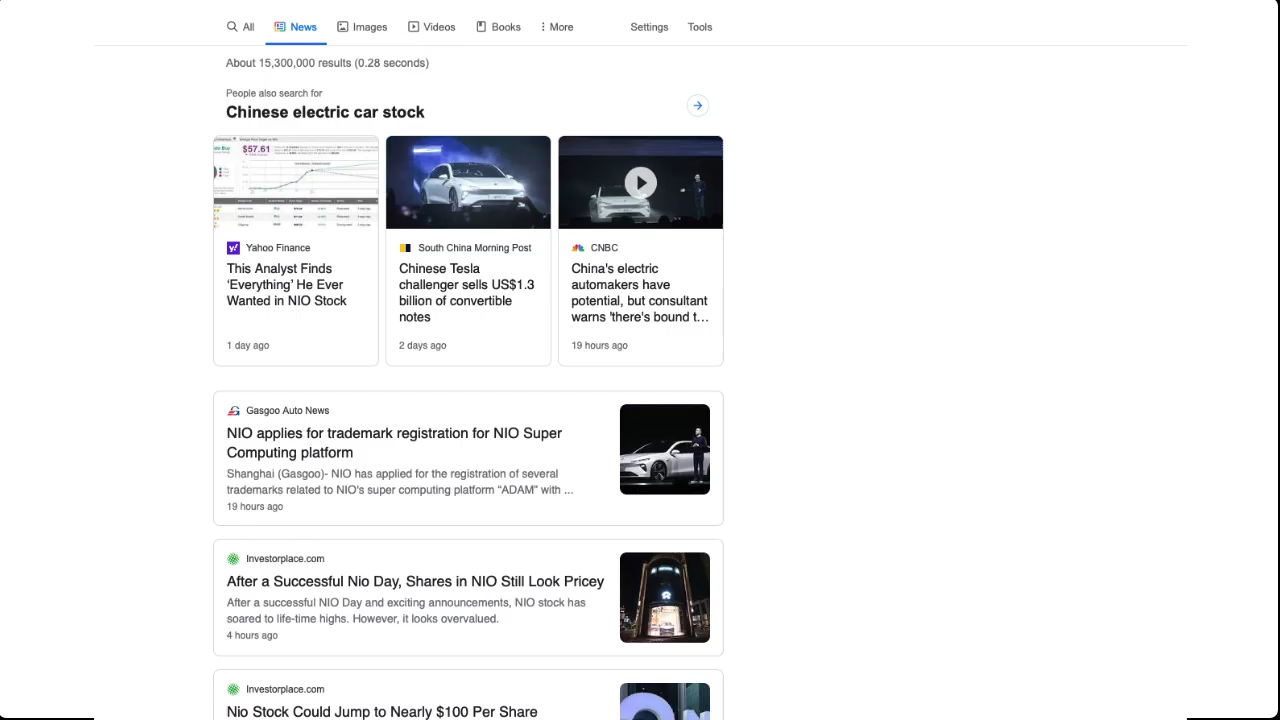 All
News
Images
Videos
Books
More
Settings
Tools
About 15,300,000 results (0.28 seconds)
People also search for
Chinese electric car stock
$57.61
Yahoo Finance
This Analyst Finds
‘Everything’ He Ever
Wanted in NIO Stock
1 day ago
South China Morning Post
Chinese Tesla
challenger sells US$1.3
billion of convertible
notes
2 days ago
CNBC
China's electric
automakers have
potential, but consultant
warns 'there's bound t...
19 hours ago
Gasgoo Auto News
NIO applies for trademark registration for NIO Super
Computing platform
Shanghai (Gasgoo)- NIO has applied for the registration of several
trademarks related to NIO's super computing platform “ADAM” with ...
19 hours ago
Investorplace.com
After a Successful Nio Day, Shares in NIO Still Look Pricey
After a successful NIO Day and exciting announcements, NIO stock has
soared to life-time highs. However, it looks overvalued.
4 hours ago
Investorplace.com
Nio Stock Could Jump to Nearly $100 Per Share